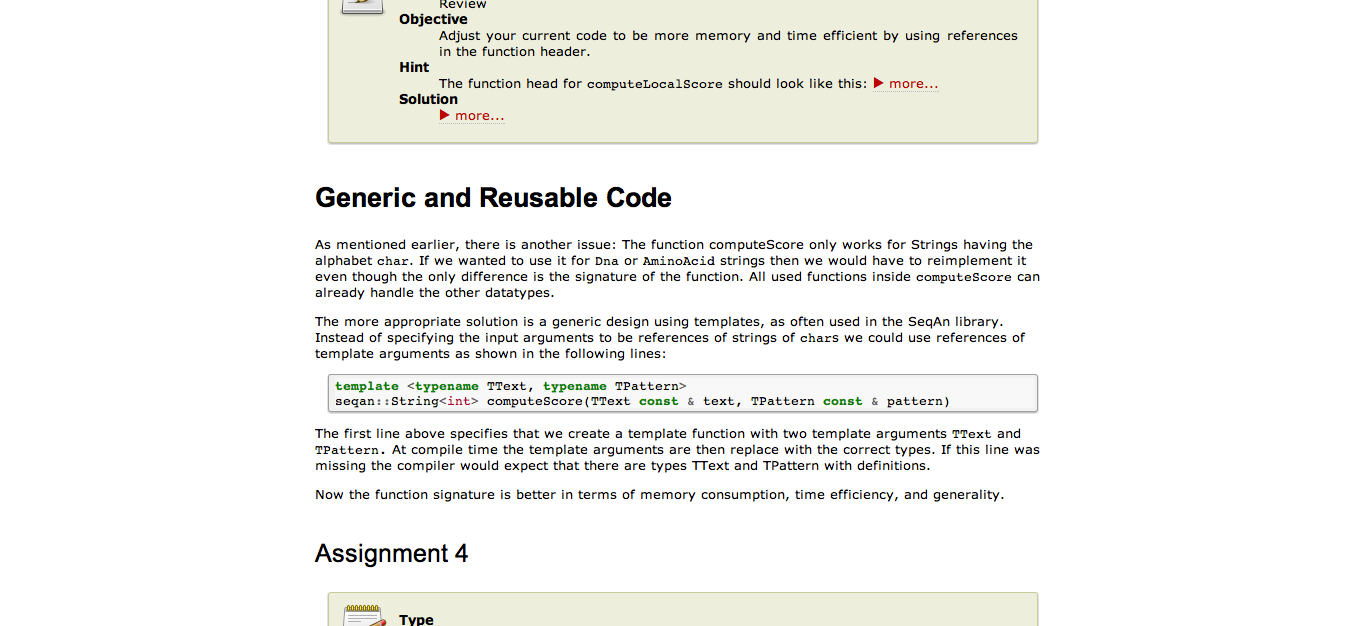 Review
Objective
Adjust your current code to be more memory and time efficient by using references
in the function header.
Hint
The function head for computeLocalScore should look like this: ▶ more...
Solution
▶ more...
Generic and Reusable Code
As mentioned earlier, there is another issue: The function computeScore only works for Strings having the
alphabet char. If we wanted to use it for Dna or AminoAcid strings then we would have to reimplement it
even though the only difference is the signature of the function. All used functions inside computeScore can
already handle the other datatypes.
The more appropriate solution is a generic design using templates, as often used in the SeqAn library.
Instead of specifying the input arguments to be references of strings of chars we could use references of
template arguments as shown in the following lines:
template <typename TText, typename TPattern>
seqan::String<int> computeScore(TText const & text, TPattern const & pattern)
The first line above specifies that we create a template function with two template arguments TText and
TPattern. At compile time the template arguments are then replace with the correct types. If this line was
missing the compiler would expect that there are types TText and TPattern with definitions.
Now the function signature is better in terms of memory consumption, time efficiency, and generality.
Assignment 4
Type